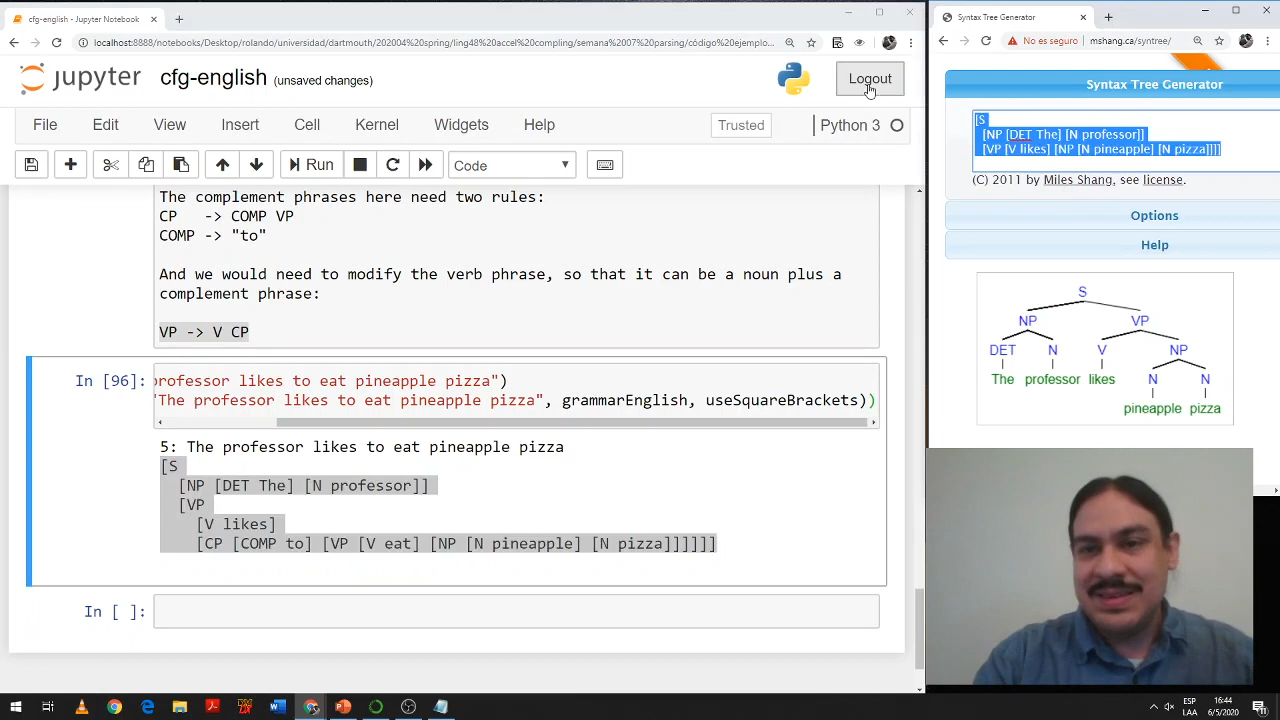 cfg-english - Jupyter Notebook
localhost:8888/notebooks/Dartmouth/rolando/universidad/dartmouth/202004%20spring/ling48%20accel%20compling/semana%2007%20parsing/código%20ejemplo...
jupyter cfg-english (unsaved changes)
Logout
File Edit View Insert Cell Kernel Widgets Help Trusted Python 3
Run Code
The complement phrases here need two rules:
CP -> COMP VP
COMP -> "to"
And we would need to modify the verb phrase, so that it can be a noun plus a
complement phrase:
VP -> V CP
In [96]: professor likes to eat pineapple pizza")
"The professor likes to eat pineapple pizza", grammarEnglish, useSquareBrackets))
5: The professor likes to eat pineapple pizza
[S
[NP [DET The] [N professor]]
[VP
[V likes]
[CP [COMP to] [VP [V eat] [NP [N pineapple] [N pizza]]]]]]
In [ ]:
Syntax Tree Generator
No es seguro mshang.ca/syntree/
Syntax Tree Generator
[S
[NP [DET The] [N professor]]
[VP [V likes] [NP [N pineapple] [N pizza]]]]
(C) 2011 by Miles Shang, see license.
Options
Help
S
NP VP
DET N V NP
The professor likes N N
pineapple pizza
ESP 16:44
LAA 6/5/2020